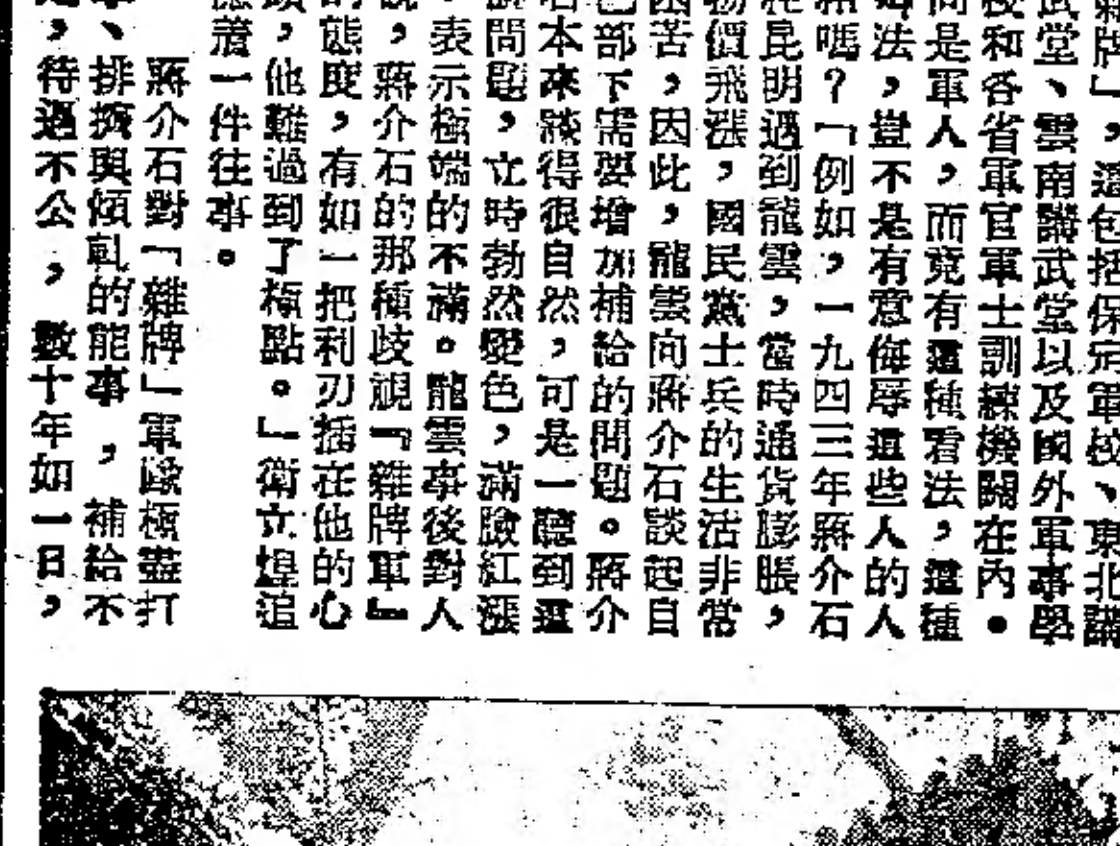 雜牌」，這包括保定軍校、東北講
武堂、雲南講武堂以及國外軍事學
校和各省軍官軍士訓練機關在內。
同是軍人，而竟有這種看法，這種
辦法，豈不是有意侮辱這些人的人
格嗎？「例如，一九四三年蔣介石
昆明遇到龍雲，當時通貨膨脹，
物價飛漲，國民黨士兵的生活非常
困苦，因此，龍雲向蔣介石談起自
己部下需要增加補給的問題。蔣介
石本來談得很自然，可是一聽到這
問題，立時勃然變色，滿臉紅漲
，表示極端的不滿。龍雲事後對人
說，蔣介石的那種歧視『雜牌軍』
的態度，有如一把利刃插在他的心
頭，他難過到了極點。」衛立煌追
憶着一件往事。
蔣介石對「雜牌」軍隊極盡打
擊、排擠與傾軋的能事，補給不
足，待遇不公，數十年如一日，